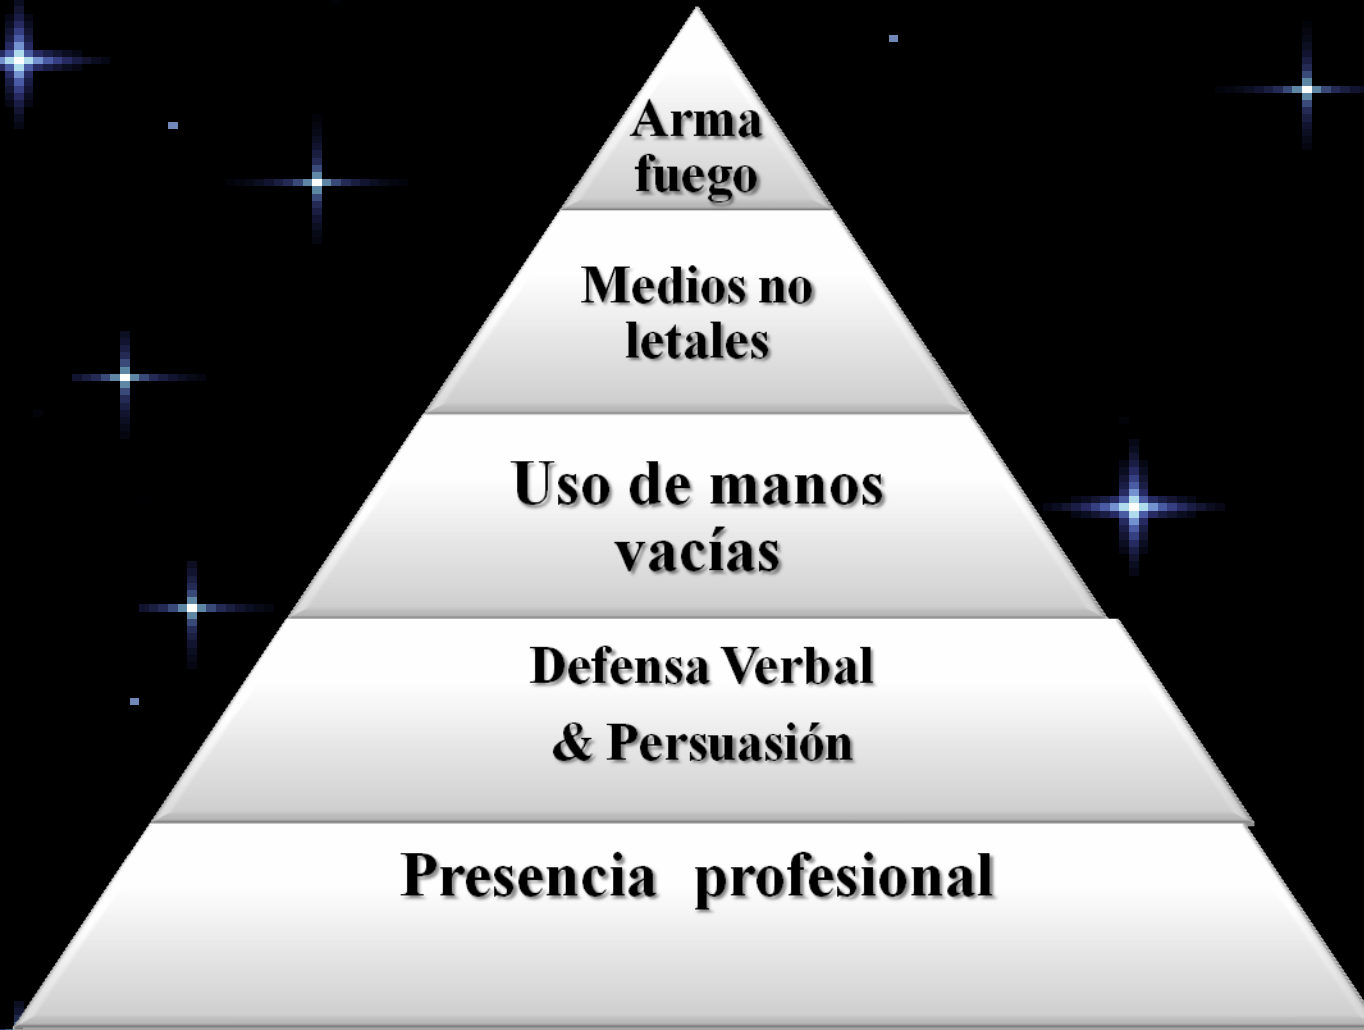 Arma
fuego
Medios no
letales
Uso de manos
vacías
Defensa Verbal
& Persuasión
Presencia profesional